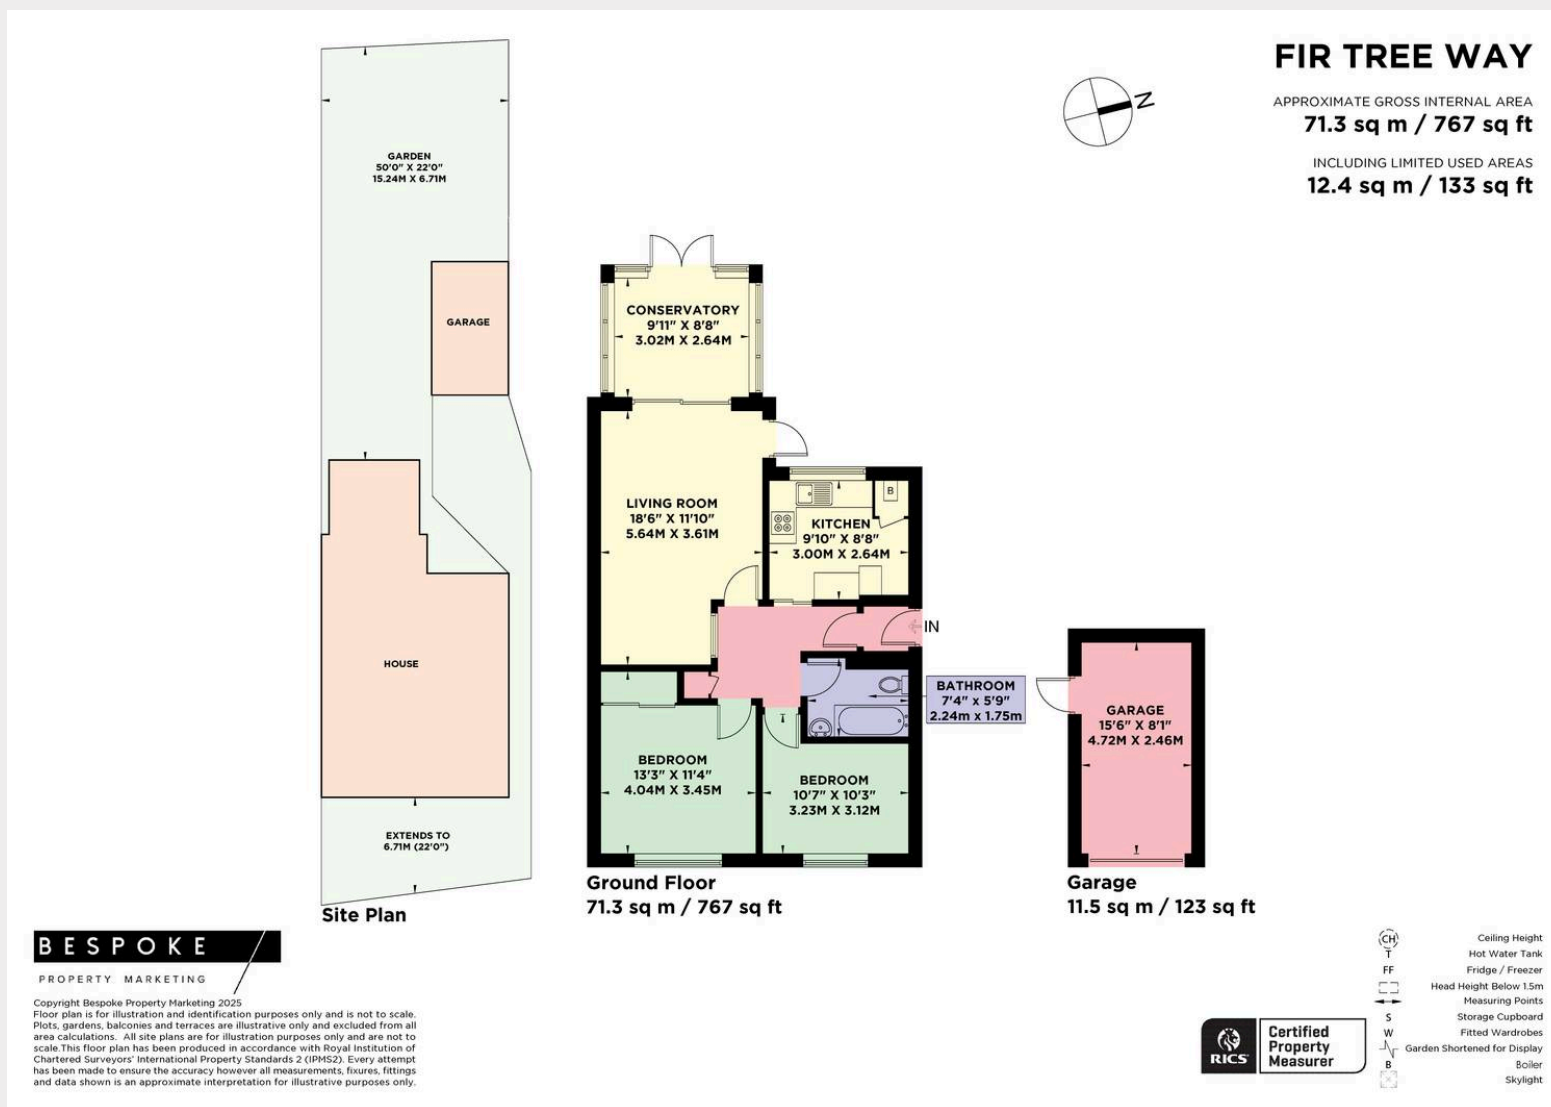 FIR TREE WAY
APPROXIMATE GROSS INTERNAL AREA
71.3 sq m / 767 sq ft
INCLUDING LIMITED USED AREAS
12.4 sq m / 133 sq ft
N
GARDEN
50'0" X 22'0"
15.24M X 6.71M
GARAGE
HOUSE
EXTENDS TO
6.71M (22'0")
Site Plan
CONSERVATORY
9'11" X 8'8"
3.02M X 2.64M
LIVING ROOM
18'6" X 11'10"
5.64M X 3.61M
B
KITCHEN
9'10" X 8'8"
3.00M X 2.64M
IN
BATHROOM
7'4" x 5'9"
2.24m x 1.75m
BEDROOM
13'3" X 11'4"
4.04M X 3.45M
BEDROOM
10'7" X 10'3"
3.23M X 3.12M
Ground Floor
71.3 sq m / 767 sq ft
GARAGE
15'6" X 8'1"
4.72M X 2.46M
Garage
11.5 sq m / 123 sq ft
BESPOKE
PROPERTY MARKETING
Copyright Bespoke Property Marketing 2025
Floor plan is for illustration and identification purposes only and is not to scale.
Plots, gardens, balconies and terraces are illustrative only and excluded from all
area calculations. All site plans are for illustration purposes only and are not to
scale.This floor plan has been produced in accordance with Royal Institution of
Chartered Surveyors' International Property Standards 2 (IPMS2). Every attempt
has been made to ensure the accuracy however all measurements, fixures, fittings
and data shown is an approximate interpretation for illustrative purposes only.
RICS
Certified
Property
Measurer
CH Ceiling Height
T Hot Water Tank
FF Fridge / Freezer
Head Height Below 1.5m
Measuring Points
S Storage Cupboard
W Fitted Wardrobes
Garden Shortened for Display
B Boiler
Skylight